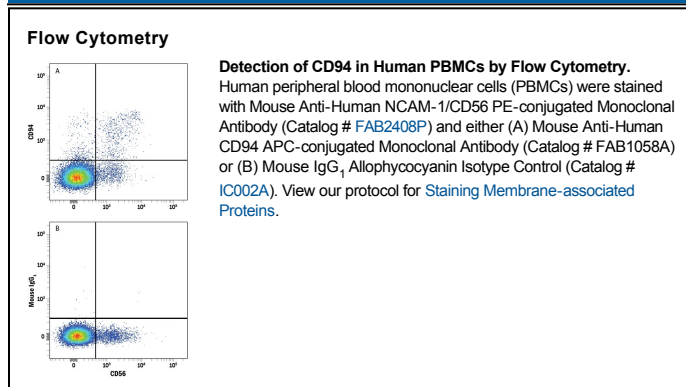 Flow Cytometry
Detection of CD94 in Human PBMCs by Flow Cytometry.
Human peripheral blood mononuclear cells (PBMCs) were stained
with Mouse Anti-Human NCAM-1/CD56 PE-conjugated Monoclonal
Antibody (Catalog # FAB2408P) and either (A) Mouse Anti-Human
CD94 APC-conjugated Monoclonal Antibody (Catalog # FAB1058A)
or (B) Mouse IgG₁ Allophycocyanin Isotype Control (Catalog #
IC002A). View our protocol for Staining Membrane-associated
Proteins.
A
CD94
10⁵
10⁴
10³
0
0 10³ 10⁴ 10⁵
B
Mouse IgG₁
10⁵
10⁴
10³
0
0 10³ 10⁴ 10⁵
CD56